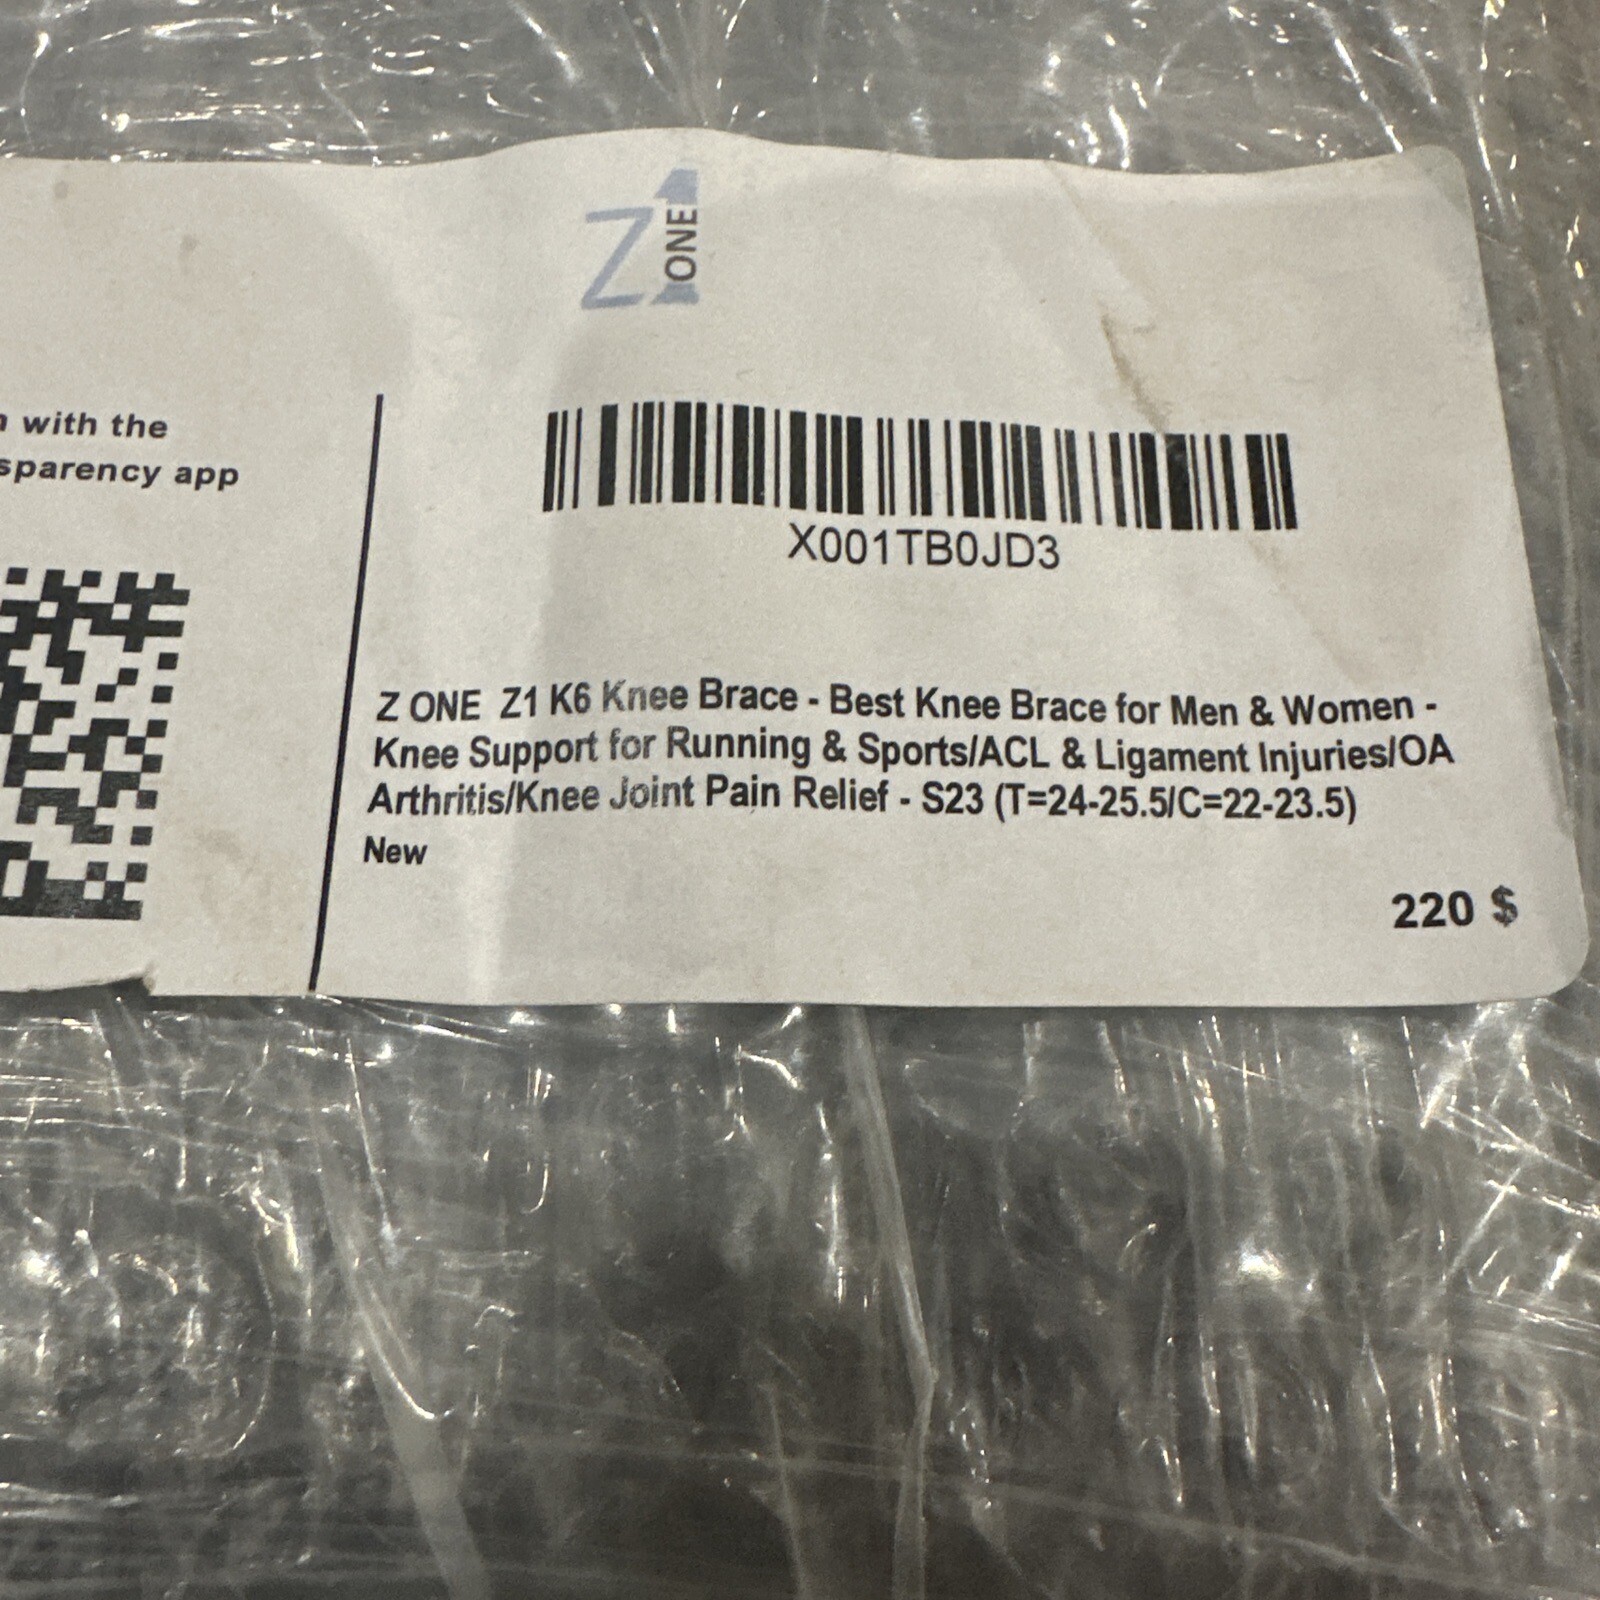 Z1
ONE
with the
app
X001TB0JD3
Z ONE Z1 K6 Knee Brace - Best Knee Brace for Men & Women -
Knee Support for Running & Sports/ACL & Ligament Injuries/OA
Arthritis/Knee Joint Pain Relief - S23 (T=24-25.5/C=22-23.5)
New
220 $